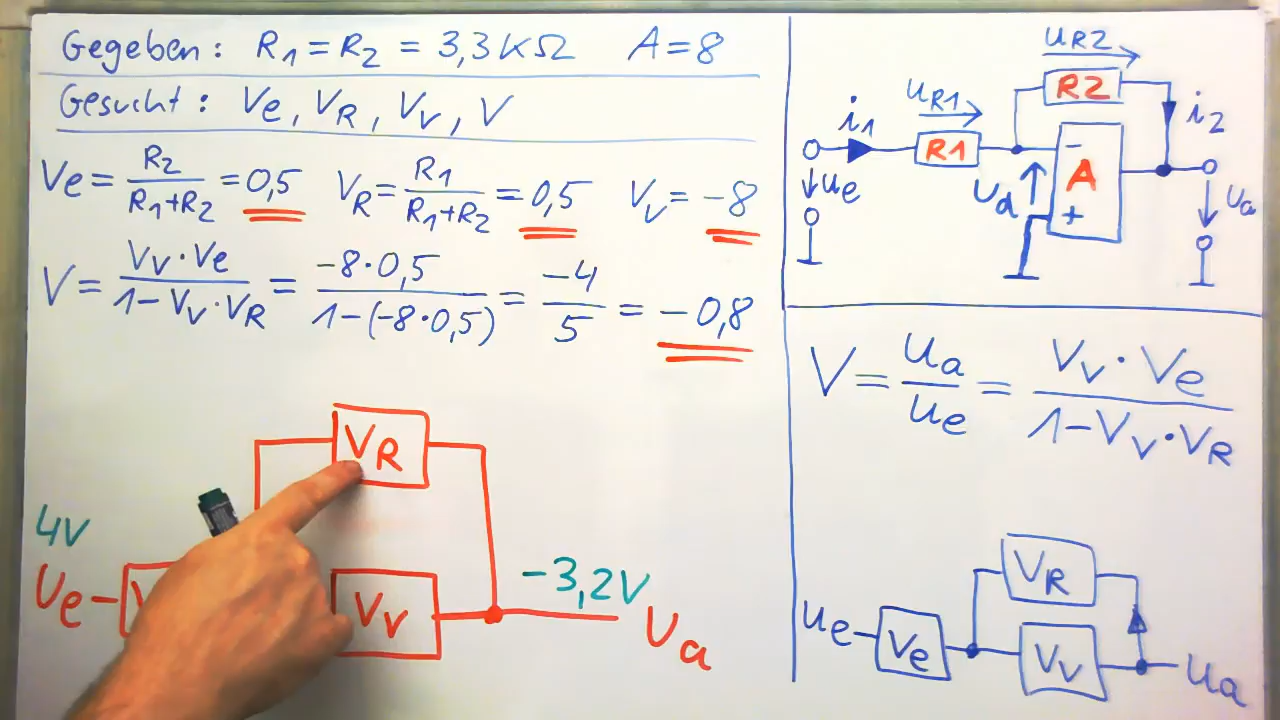 Gegeben: R1 = R2 = 3,3 kΩ A = 8
Gesucht: Ve, VR, VV, V
Ve = R2 / (R1+R2) = 0,5 VR = R1 / (R1+R2) = 0,5 VV = -8
V = VV·Ve / (1-VV·VR) = -8·0,5 / (1-(-8·0,5)) = -4 / 5 = -0,8
VR
4V
Ue
VV
-3,2V
Ua
uR2
R2
uR1
i1
i2
R1
-
A
+
ue
ud
ua
V = ua / ue = VV · Ve / (1-VV·VR)
VR
ue
Ve
VV
ua